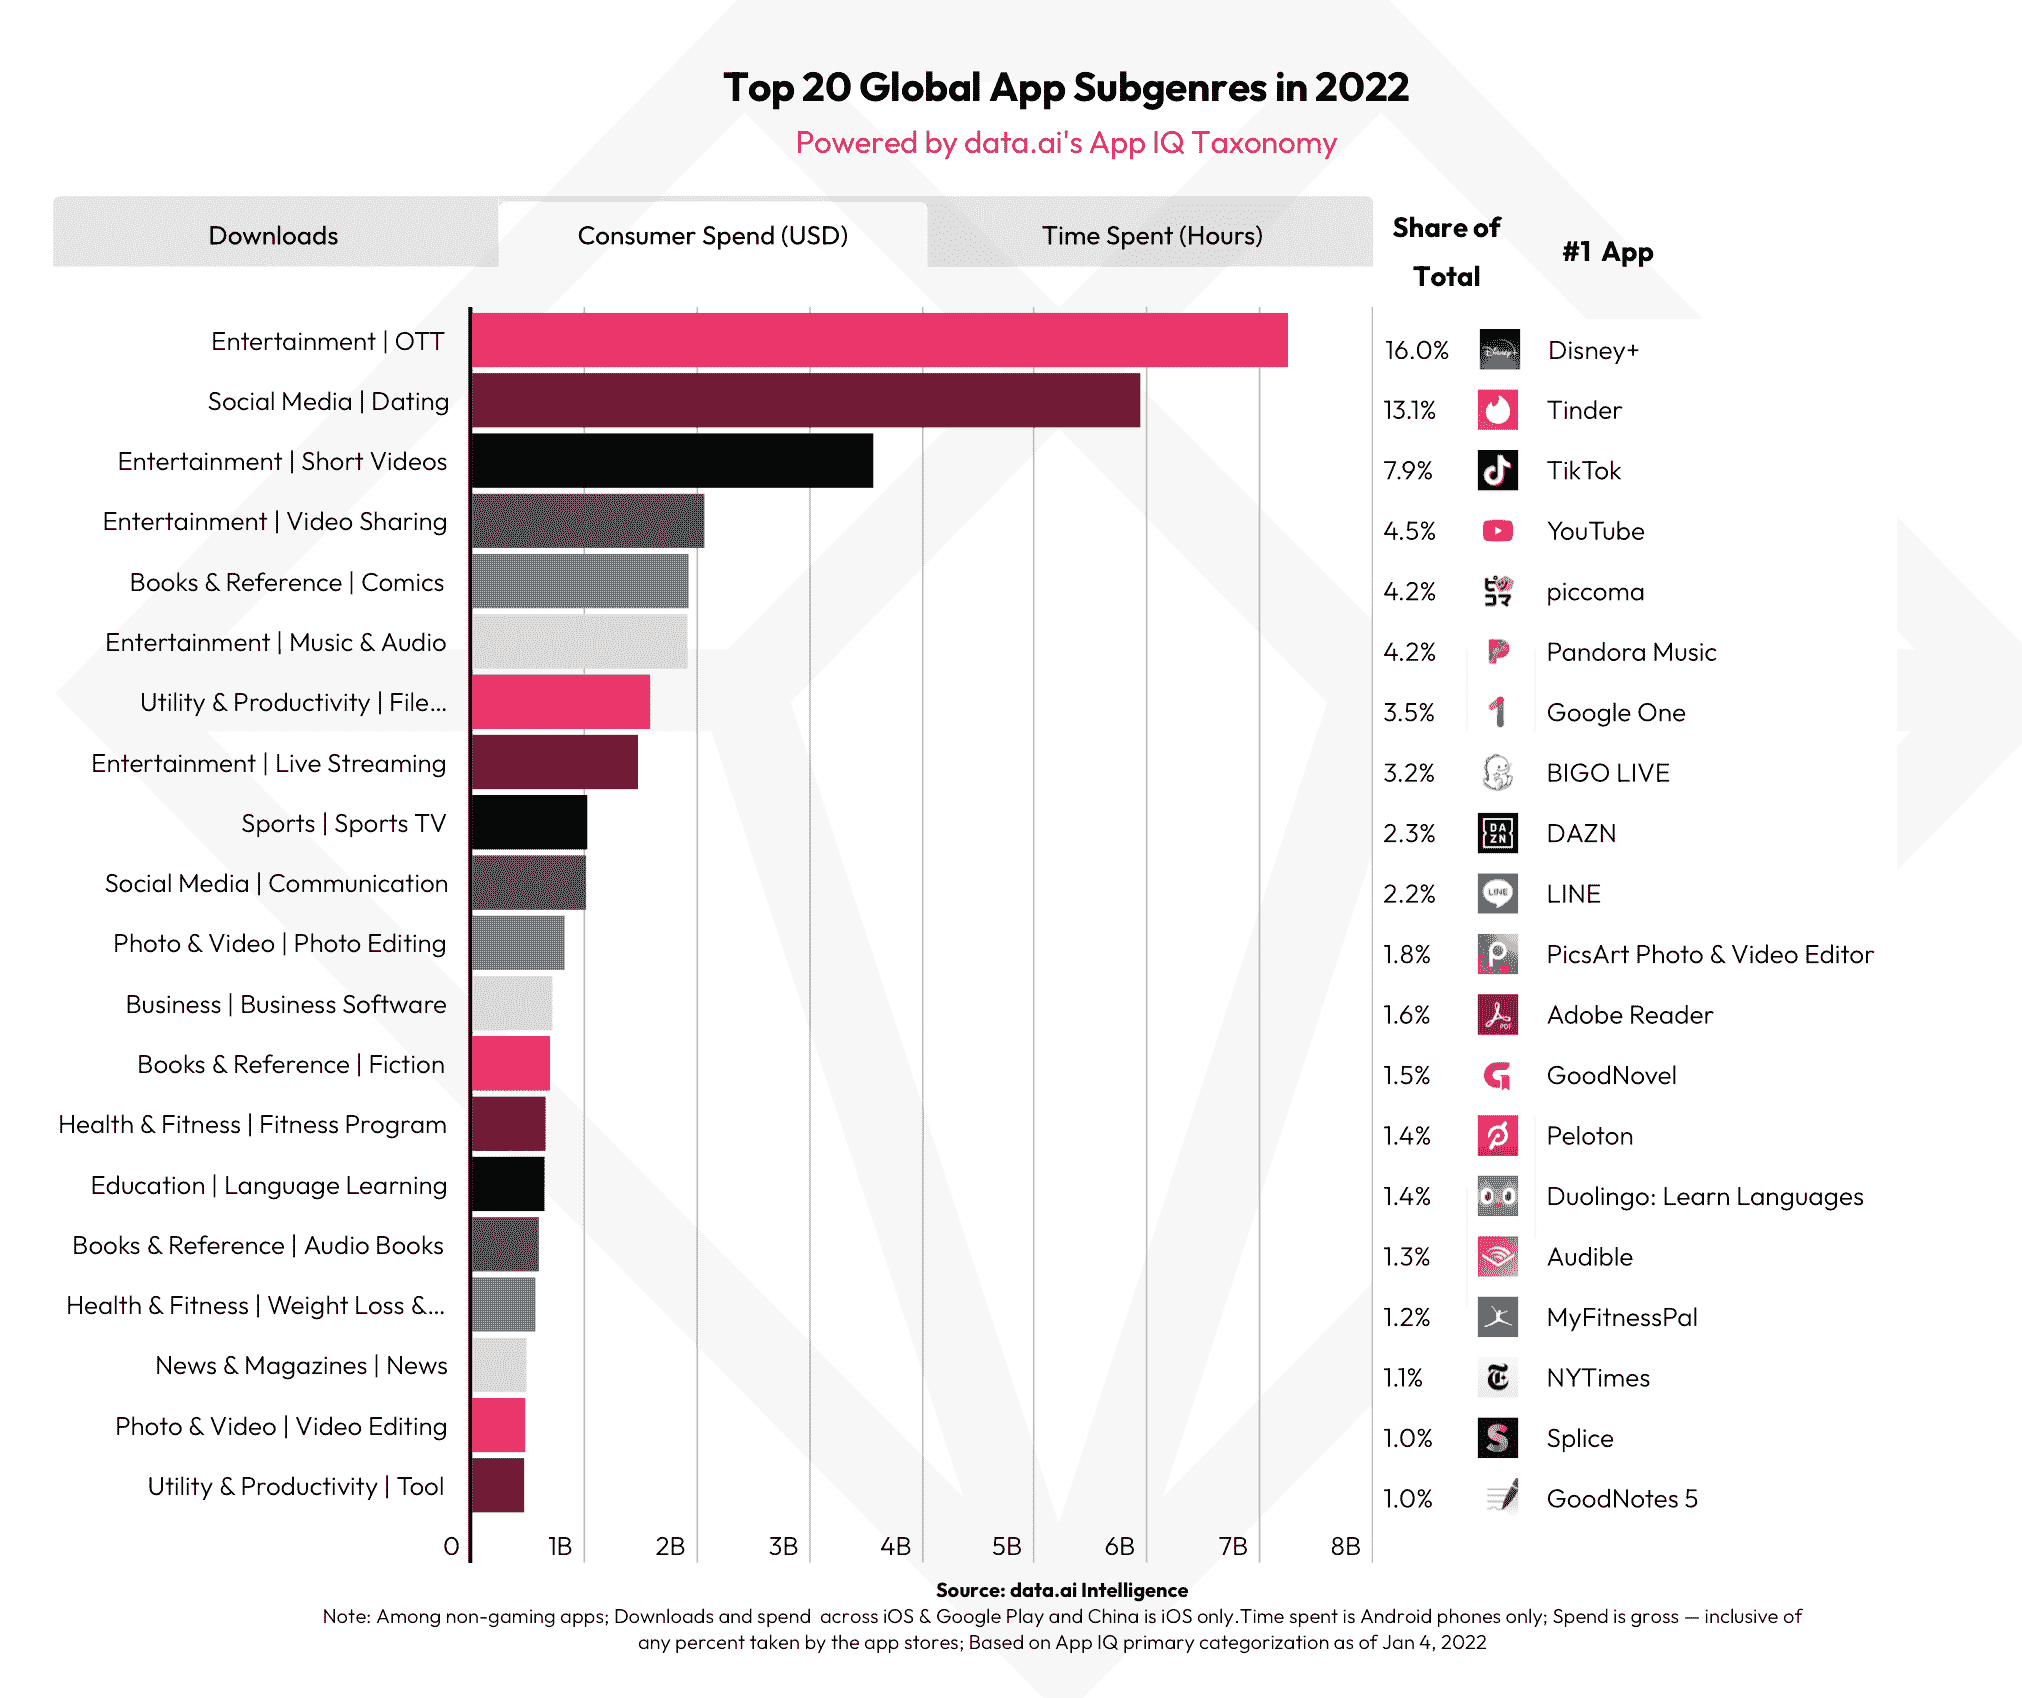 Top 20 Global App Subgenres in 2022
Powered by data.ai's App IQ Taxonomy
Downloads Consumer Spend (USD) Time Spent (Hours) Share of Total #1 App
Entertainment | OTT 16.0% Disney+ Disney+
Social Media | Dating 13.1% Tinder
Entertainment | Short Videos 7.9% TikTok
Entertainment | Video Sharing 4.5% YouTube
Books & Reference | Comics 4.2% ピッコマ piccoma
Entertainment | Music & Audio 4.2% Pandora Music
Utility & Productivity | File... 3.5% 1 Google One
Entertainment | Live Streaming 3.2% BIGO LIVE
Sports | Sports TV 2.3% DAZN DAZN
Social Media | Communication 2.2% LINE LINE
Photo & Video | Photo Editing 1.8% PicsArt Photo & Video Editor
Business | Business Software 1.6% PDF Adobe Reader
Books & Reference | Fiction 1.5% GoodNovel
Health & Fitness | Fitness Program 1.4% Peloton
Education | Language Learning 1.4% Duolingo: Learn Languages
Books & Reference | Audio Books 1.3% Audible
Health & Fitness | Weight Loss &... 1.2% MyFitnessPal
News & Magazines | News 1.1% NYTimes
Photo & Video | Video Editing 1.0% S Splice
Utility & Productivity | Tool 1.0% GoodNotes 5
0 1B 2B 3B 4B 5B 6B 7B 8B
Source: data.ai Intelligence
Note: Among non-gaming apps; Downloads and spend across iOS & Google Play and China is iOS only.Time spent is Android phones only; Spend is gross — inclusive of
any percent taken by the app stores; Based on App IQ primary categorization as of Jan 4, 2022